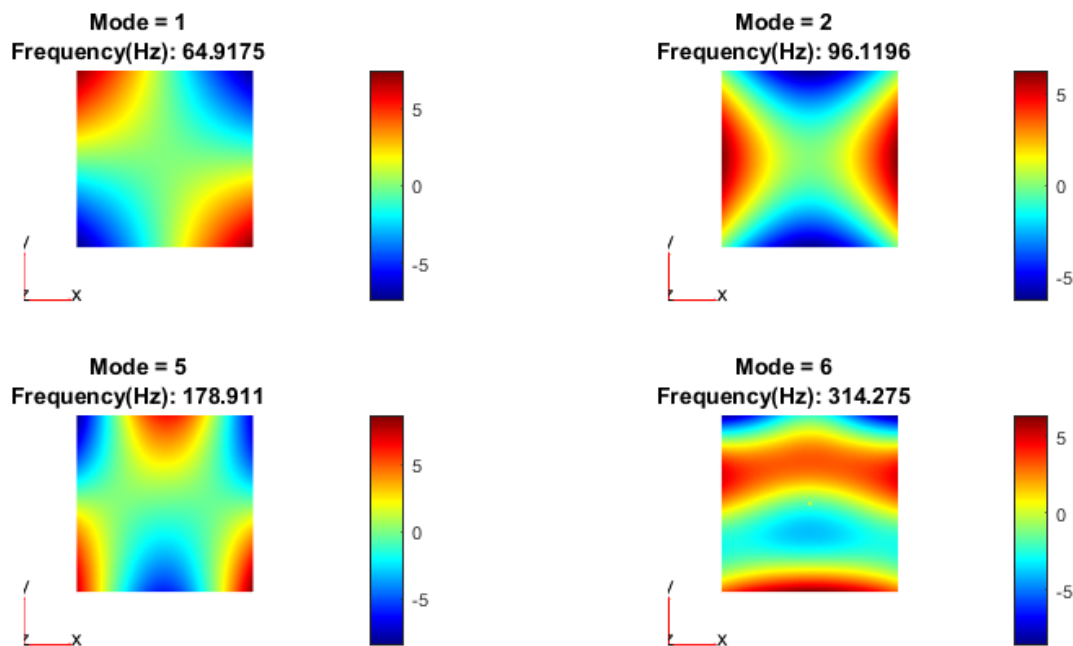 Mode = 1
Frequency(Hz): 64.9175
5
0
-5
z
x
Mode = 2
Frequency(Hz): 96.1196
5
0
-5
x
Mode = 5
Frequency(Hz): 178.911
5
0
-5
z
x
Mode = 6
Frequency(Hz): 314.275
5
0
-5
x